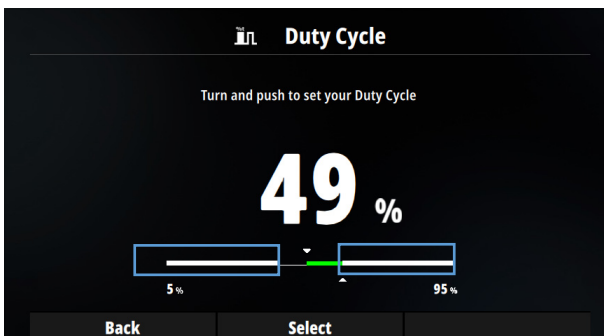 Duty Cycle
Turn and push to set your Duty Cycle
49 %
5 % 95 %
Back Select